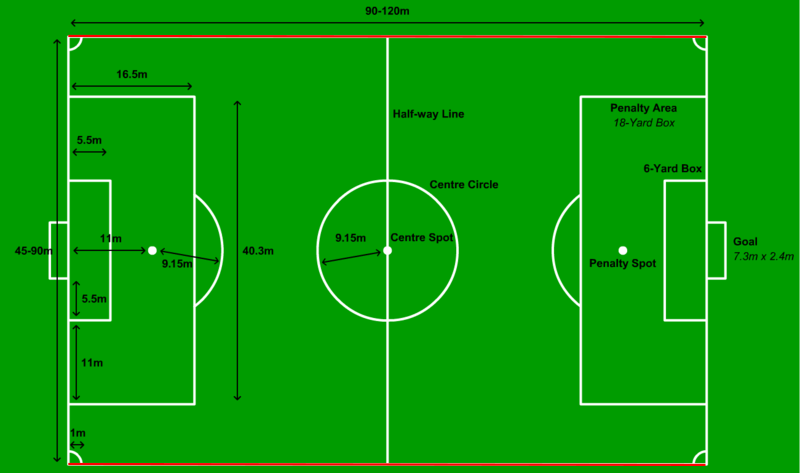 90-120m
16.5m
Penalty Area
18-Yard Box
Half-way Line
5.5m
6-Yard Box
Centre Circle
11m
9.15m
Centre Spot
45-90m
40.3m
Goal
7.3m x 2.4m
9.15m
Penalty Spot
5.5m
11m
1m